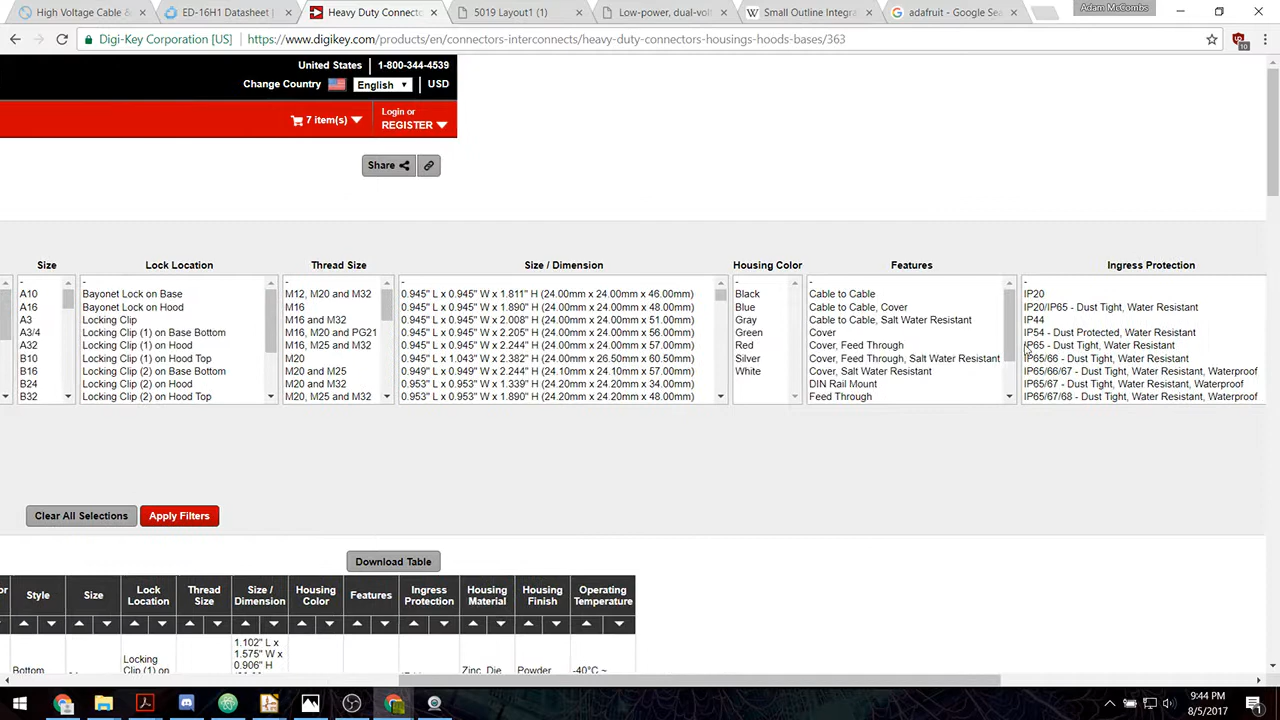 High Voltage Cable &
ED-16H1 Datasheet |
Heavy Duty Connecto
5019 Layout1 (1)
Low-power, dual-volt
Small Outline Integra
adafruit - Google Sea
Adam McCombs
Digi-Key Corporation [US]
https://www.digikey.com/products/en/connectors-interconnects/heavy-duty-connectors-housings-hoods-bases/363
10
United States
1-800-344-4539
Change Country
English
USD
7 item(s)
Login or
REGISTER
Share
Size
-
A10
A16
A3
A3/4
A32
B10
B16
B24
B32
Lock Location
-
Bayonet Lock on Base
Bayonet Lock on Hood
Locking Clip
Locking Clip (1) on Base Bottom
Locking Clip (1) on Hood
Locking Clip (1) on Hood Top
Locking Clip (2) on Base Bottom
Locking Clip (2) on Hood
Locking Clip (2) on Hood Top
Thread Size
-
M12, M20 and M32
M16
M16 and M32
M16, M20 and PG21
M16, M25 and M32
M20
M20 and M25
M20 and M32
M20, M25 and M32
Size / Dimension
-
0.945" L x 0.945" W x 1.811" H (24.00mm x 24.00mm x 46.00mm)
0.945" L x 0.945" W x 1.890" H (24.00mm x 24.00mm x 48.00mm)
0.945" L x 0.945" W x 2.008" H (24.00mm x 24.00mm x 51.00mm)
0.945" L x 0.945" W x 2.205" H (24.00mm x 24.00mm x 56.00mm)
0.945" L x 0.945" W x 2.244" H (24.00mm x 24.00mm x 57.00mm)
0.945" L x 1.043" W x 2.382" H (24.00mm x 26.50mm x 60.50mm)
0.949" L x 0.949" W x 2.244" H (24.10mm x 24.10mm x 57.00mm)
0.953" L x 0.953" W x 1.339" H (24.20mm x 24.20mm x 34.00mm)
0.953" L x 0.953" W x 1.890" H (24.20mm x 24.20mm x 48.00mm)
Housing Color
-
Black
Blue
Gray
Green
Red
Silver
White
Features
-
Cable to Cable
Cable to Cable, Cover
Cable to Cable, Salt Water Resistant
Cover
Cover, Feed Through
Cover, Feed Through, Salt Water Resistant
Cover, Salt Water Resistant
DIN Rail Mount
Feed Through
Ingress Protection
-
IP20
IP20/IP65 - Dust Tight, Water Resistant
IP44
IP54 - Dust Protected, Water Resistant
IP65 - Dust Tight, Water Resistant
IP65/66 - Dust Tight, Water Resistant
IP65/66/67 - Dust Tight, Water Resistant, Waterproof
IP65/67 - Dust Tight, Water Resistant, Waterproof
IP65/67/68 - Dust Tight, Water Resistant, Waterproof
Clear All Selections
Apply Filters
Download Table
Style
Size
Lock
Location
Thread
Size
Size /
Dimension
Housing
Color
Features
Ingress
Protection
Housing
Material
Housing
Finish
Operating
Temperature
Bottom
Locking
Clip (1) on
1.102" L x
1.575" W x
0.906" H
Zinc, Die
Powder
-40°C ~
9:44 PM
8/5/2017